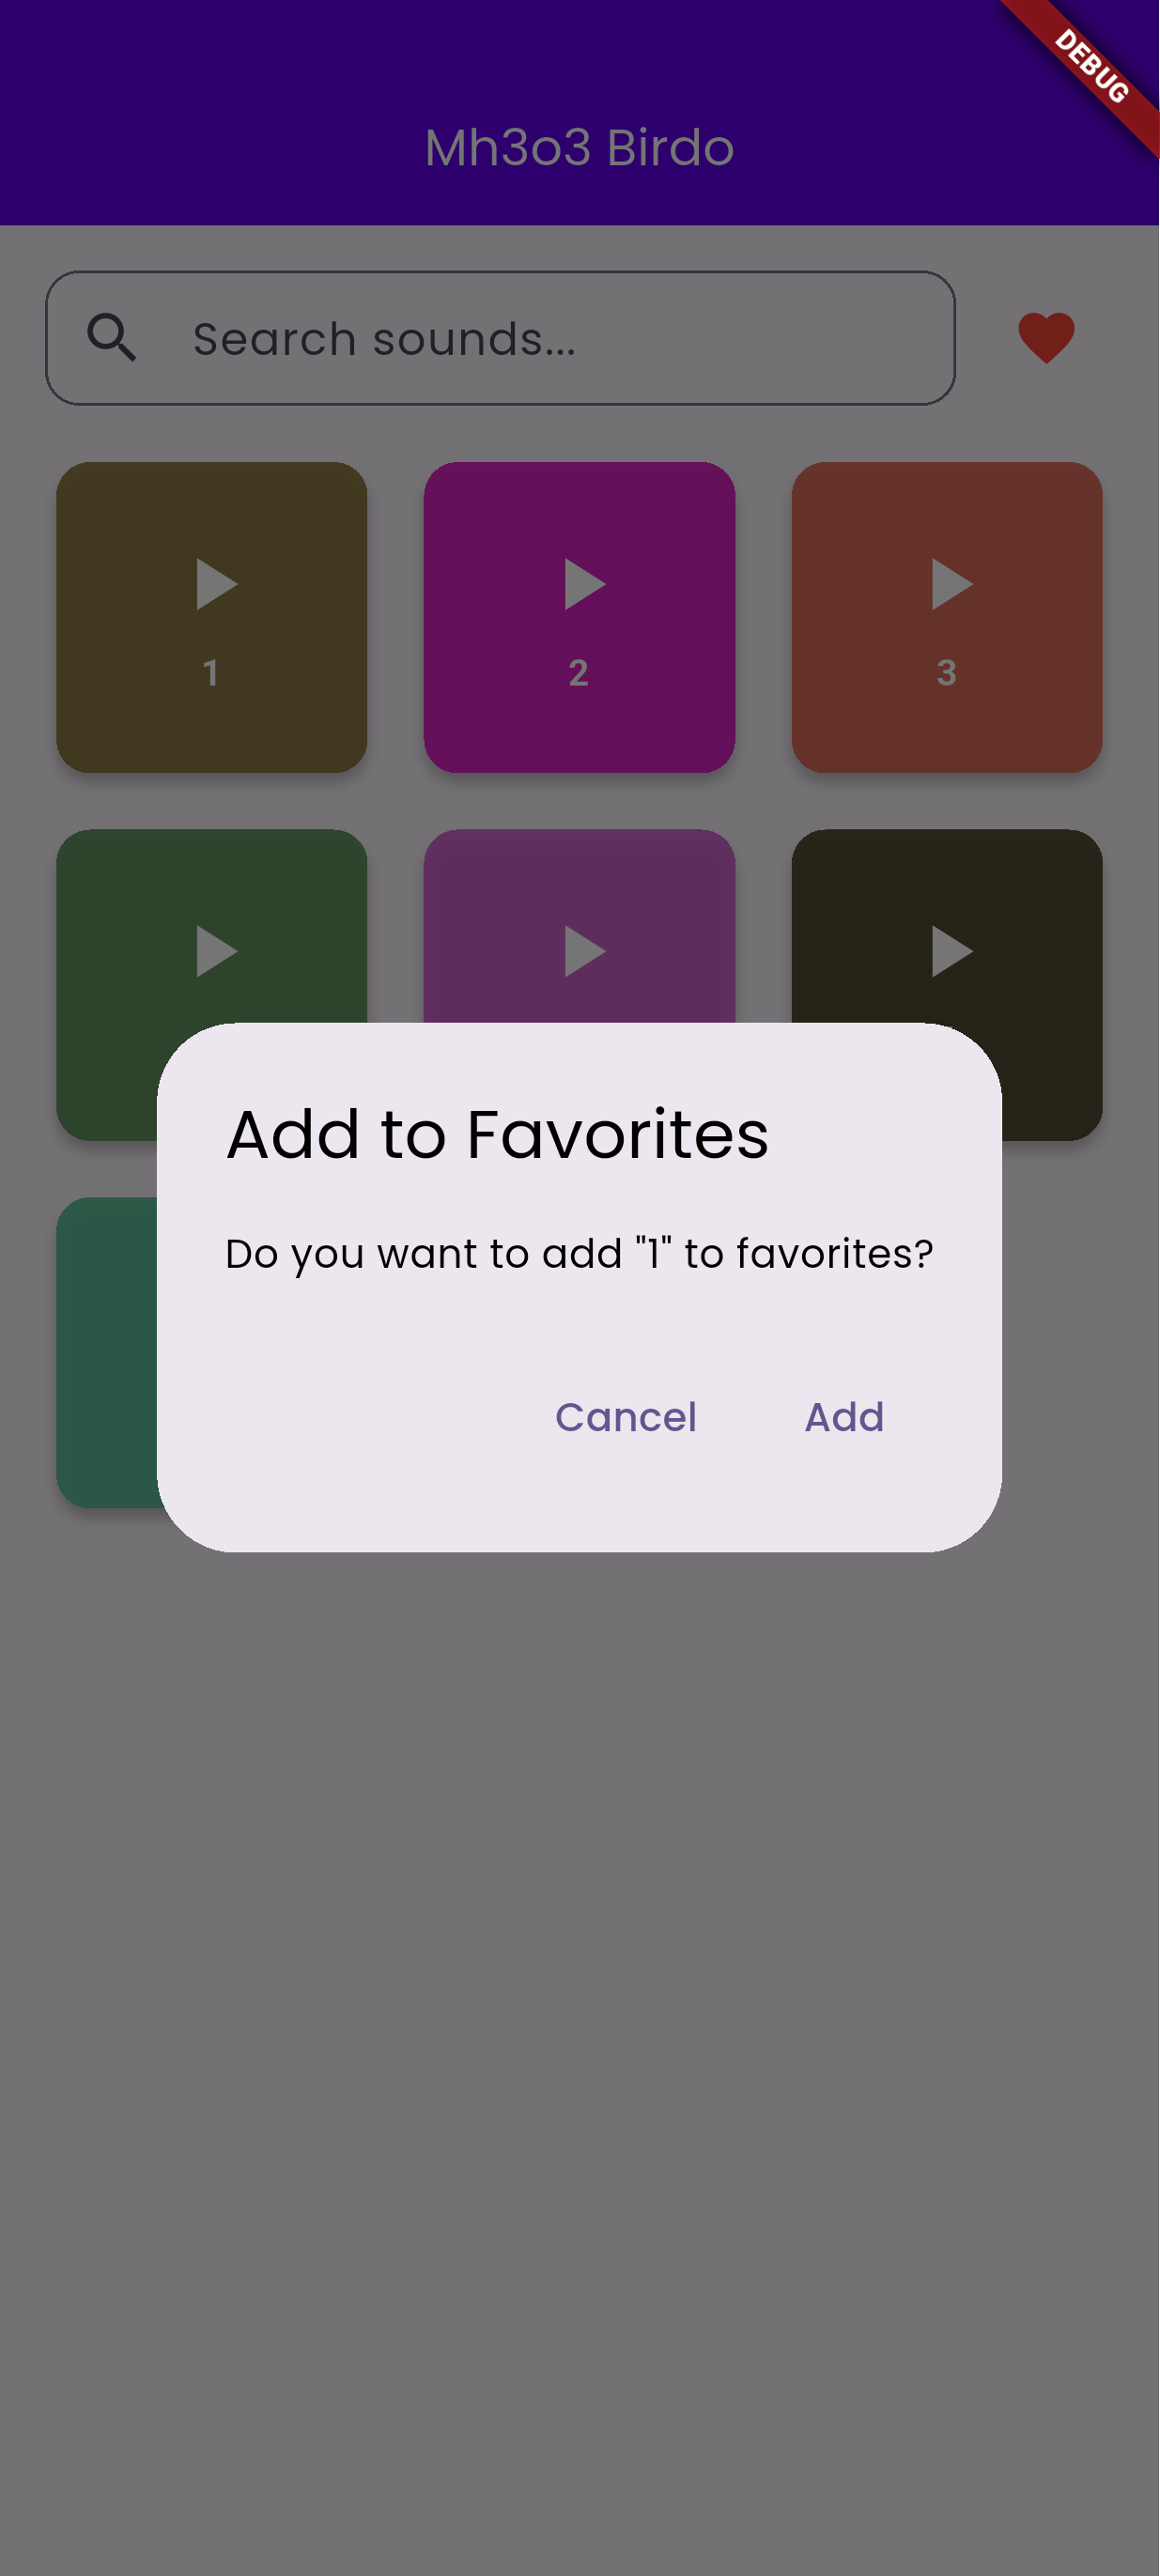 DEBUG
Mh3o3 Birdo
Search sounds...
1
2
3
Add to Favorites
Do you want to add "1" to favorites?
Cancel
Add